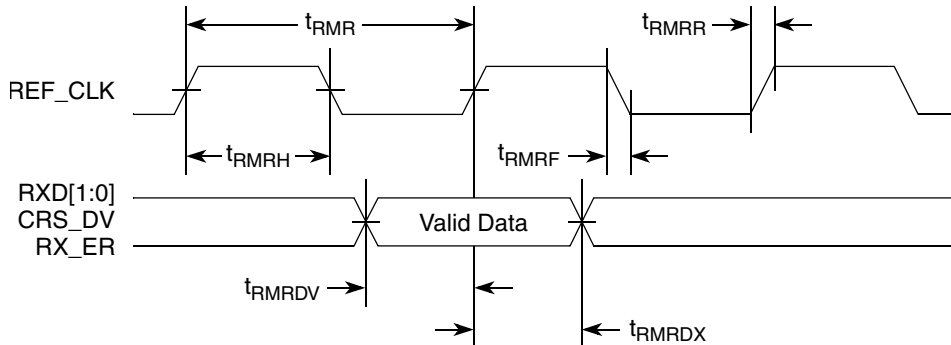 tRMR
tRMRR
REF_CLK
tRMRH
tRMRF
RXD[1:0]
CRS_DV
Valid Data
RX_ER
tRMRDV
tRMRDX